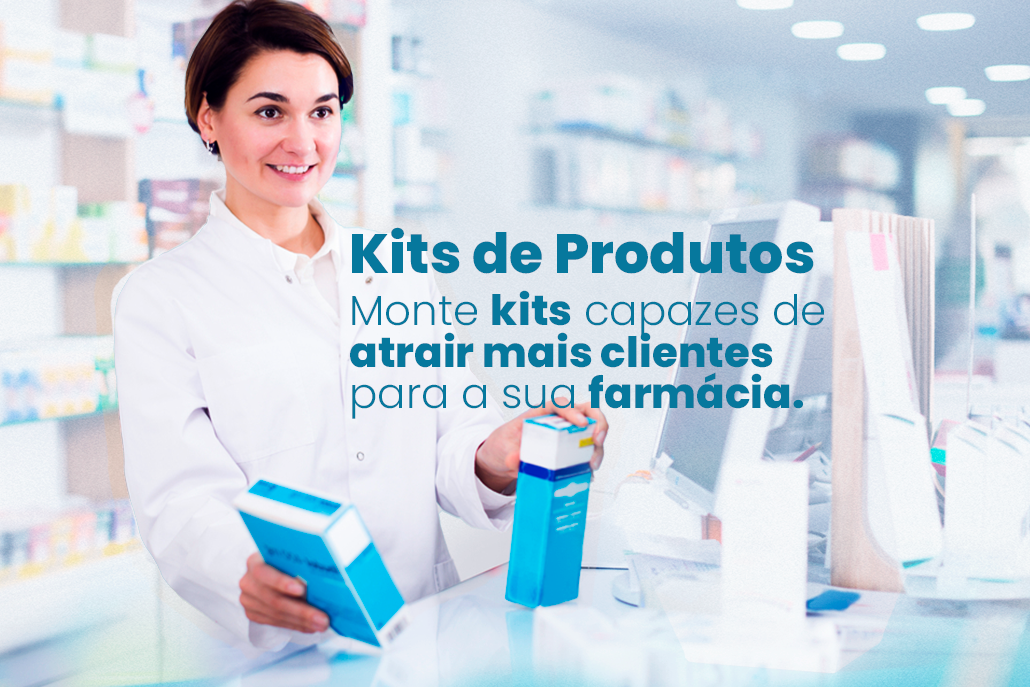 Kits de Produtos
Monte kits capazes de
atrair mais clientes
para a sua farmácia.